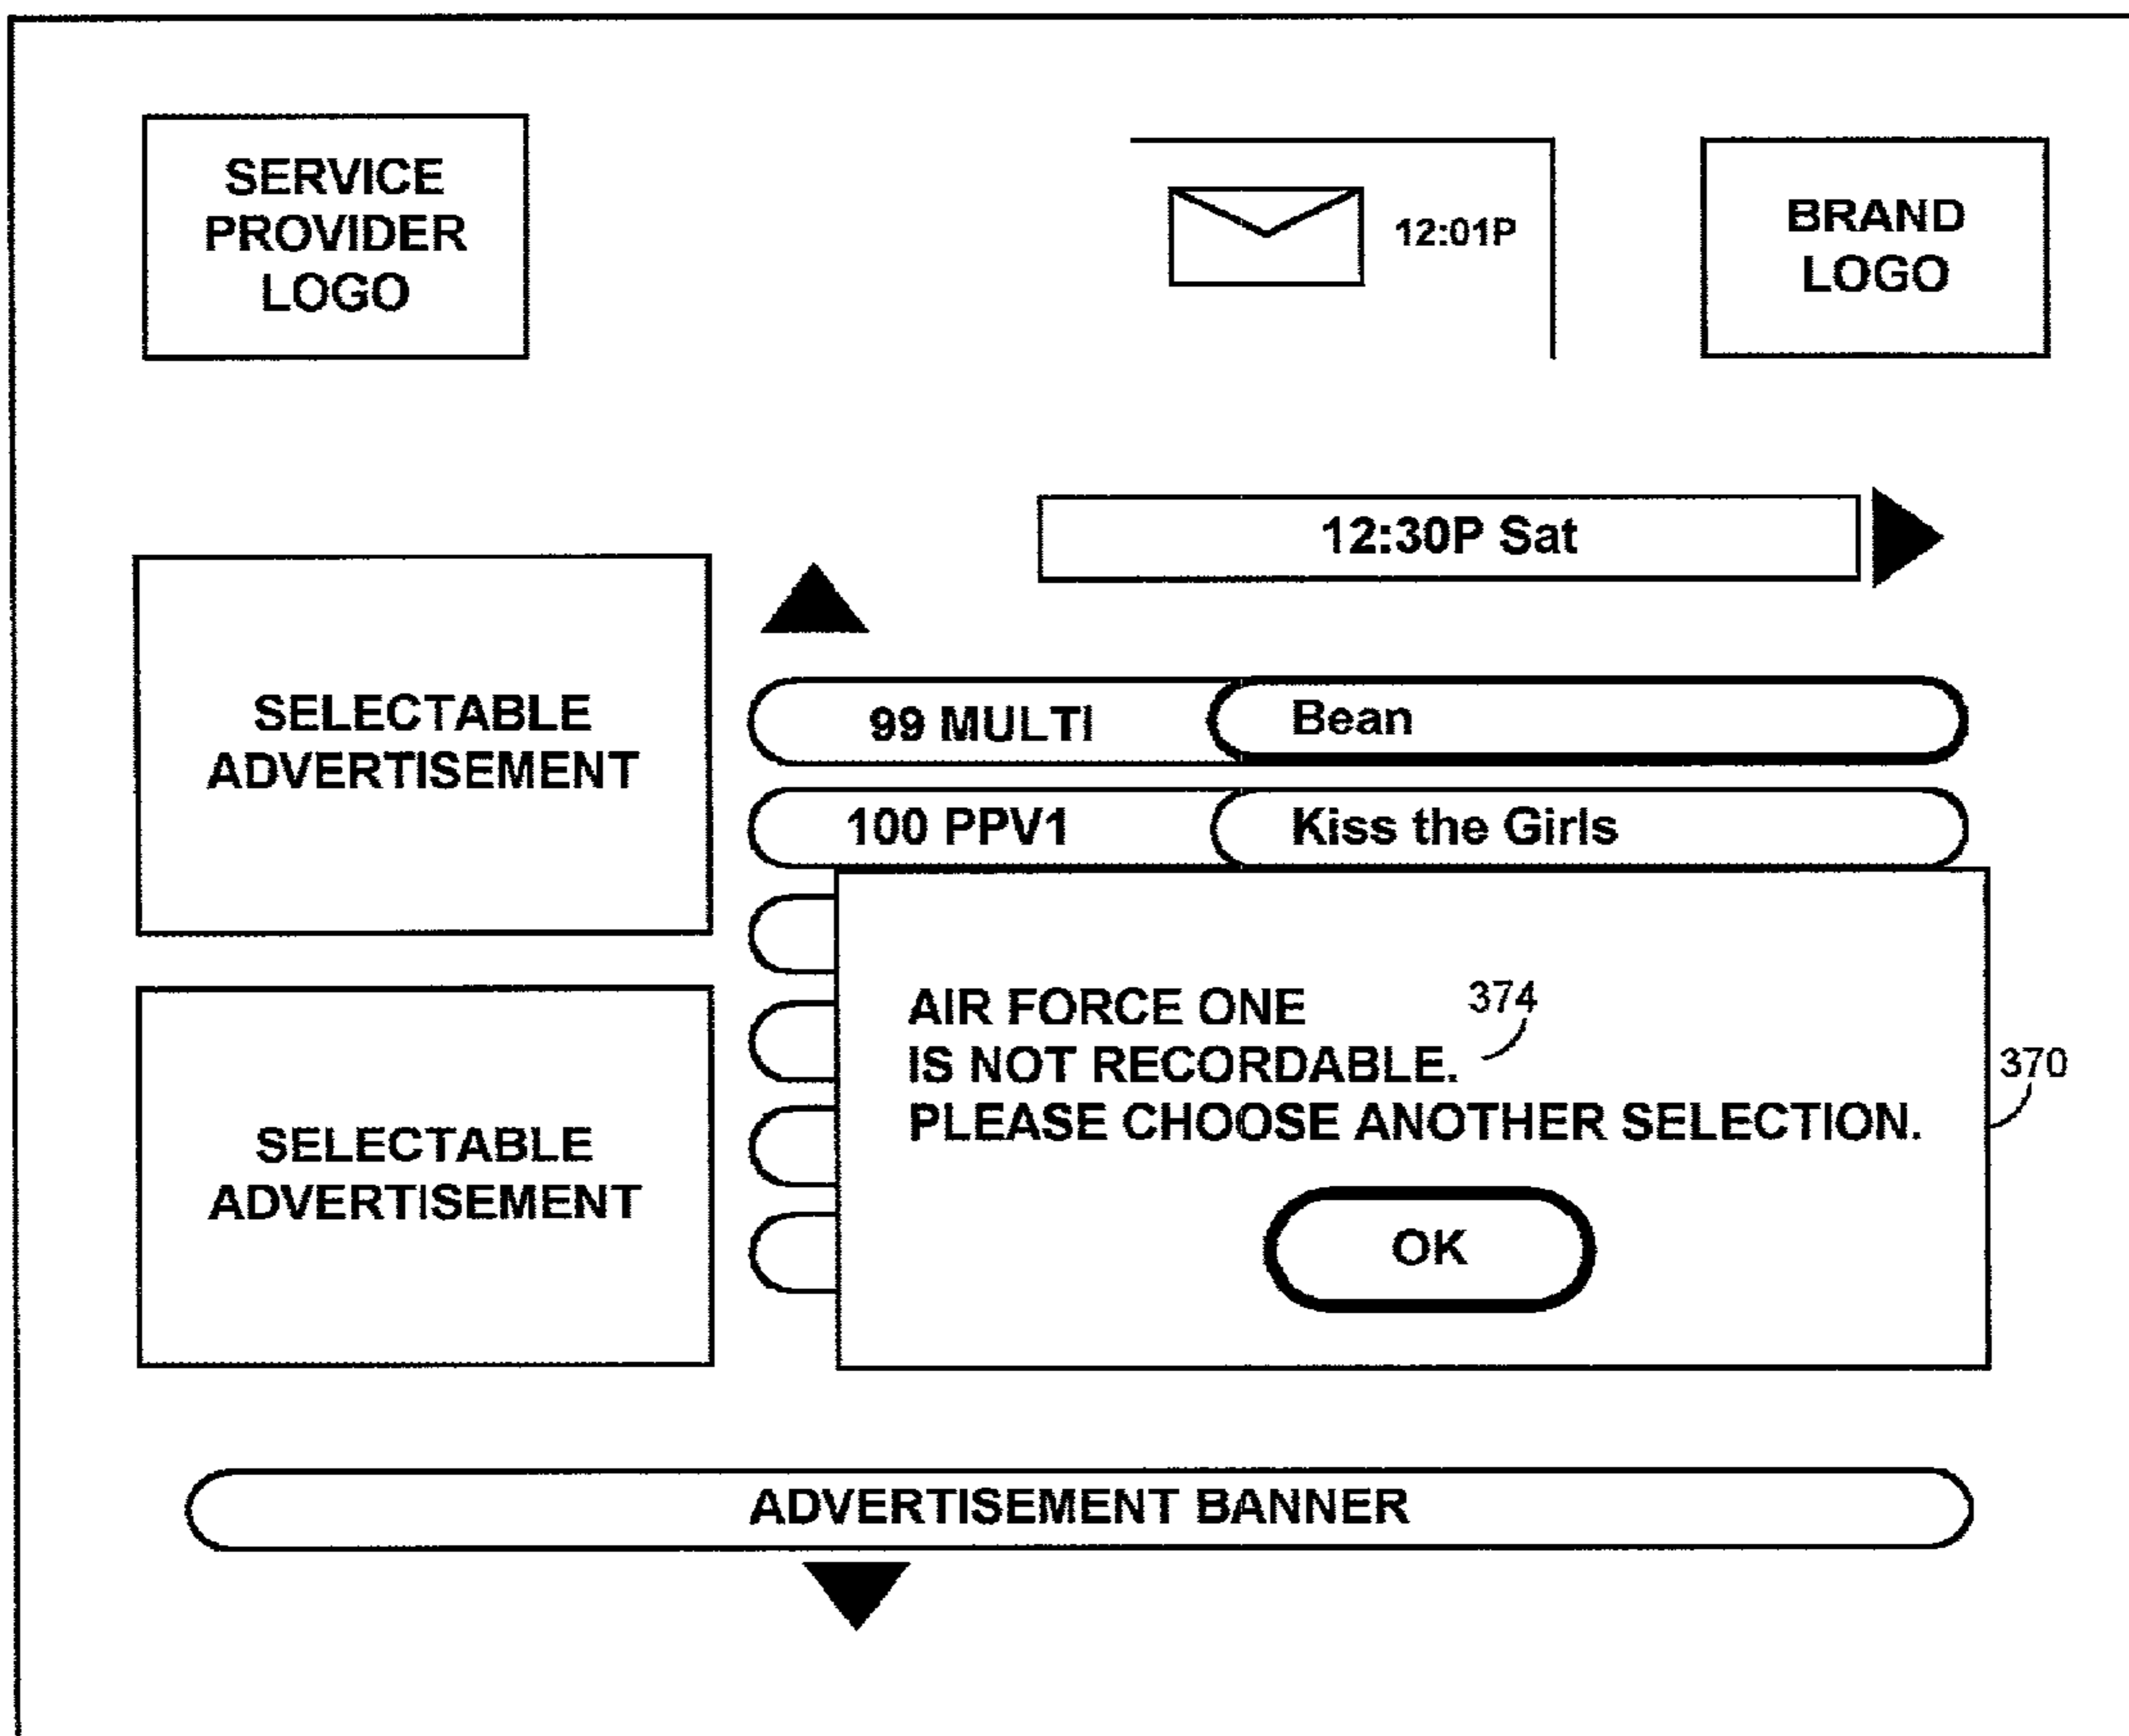 SERVICE
PROVIDER
LOGO
12:01P
BRAND
LOGO
12:30P Sat
SELECTABLE
ADVERTISEMENT
99 MULTI Bean
100 PPV1 Kiss the Girls
AIR FORCE ONE 374
IS NOT RECORDABLE.
370
PLEASE CHOOSE ANOTHER SELECTION.
OK
SELECTABLE
ADVERTISEMENT
ADVERTISEMENT BANNER